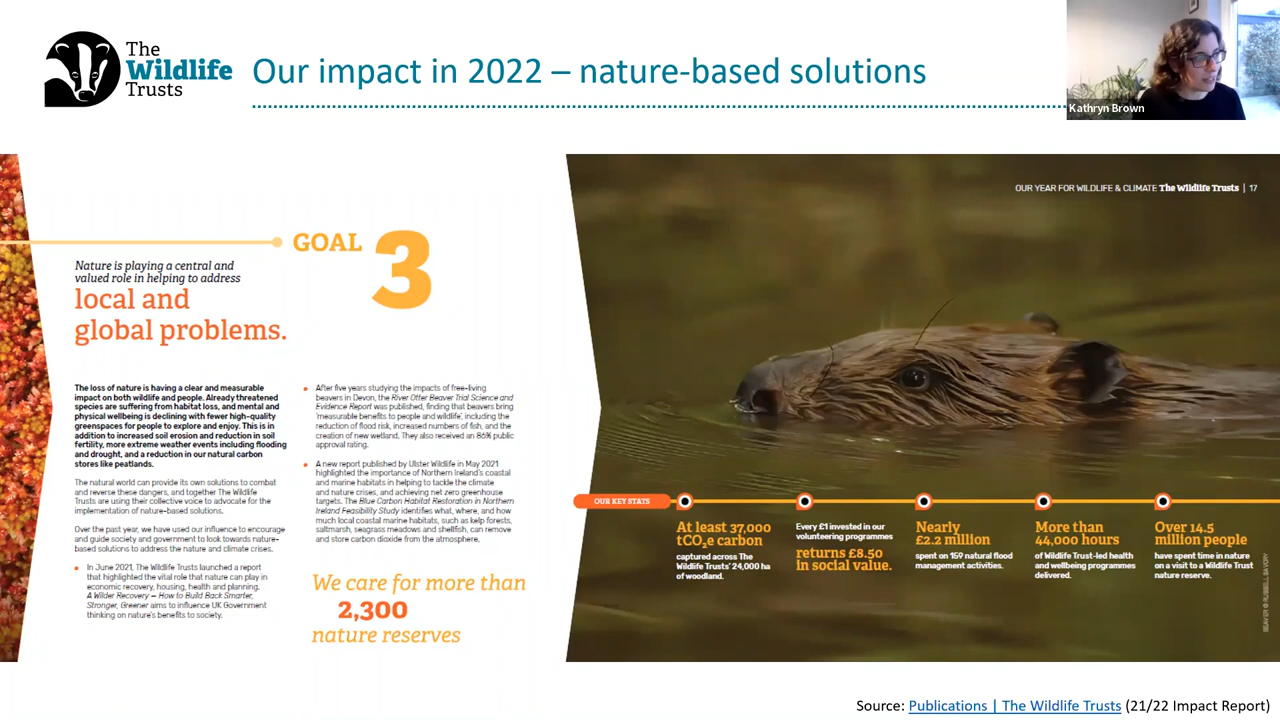 The
Wildlife
Trusts
Our impact in 2022 – nature-based solutions
Kathryn Brown
OUR YEAR FOR WILDLIFE & CLIMATE The Wildlife Trusts | 17
GOAL 3
Nature is playing a central and
valued role in helping to address
local and
global problems.
The loss of nature is having a clear and measurable
impact on both wildlife and people. Already threatened
species are suffering from habitat loss, and mental and
physical wellbeing is declining with fewer high-quality
greenspaces for people to explore and enjoy. This is in
addition to increased soil erosion and reduction in soil
fertility, more extreme weather events including flooding
and drought, and a reduction in our natural carbon
stores like peatlands.
The natural world can provide its own solutions to combat
and reverse these dangers, and together The Wildlife
Trusts are using their collective voice to advocate for the
implementation of nature-based solutions.
Over the past year, we have used our influence to encourage
and guide society and government to look towards nature-
based solutions to address the nature and climate crises.
• In June 2021, The Wildlife Trusts launched a report
that highlighted the vital role that nature can play in
economic recovery, housing, health and planning.
A Wilder Recovery – How to Build Back Smarter,
Stronger, Greener aims to influence UK Government
thinking on nature's benefits to society.
• After five years studying the impacts of free-living
beavers in Devon, the River Otter Beaver Trial Science and
Evidence Report was published, finding that beavers bring
'measurable benefits to people and wildlife', including the
reduction of flood risk, increased numbers of fish, and the
creation of new wetland. They also received an 86% public
approval rating.
• A new report published by Ulster Wildlife in May 2021
highlighted the importance of Northern Ireland's coastal
and marine habitats in helping to tackle the climate
and nature crises, and achieving net zero greenhouse
targets. The Blue Carbon Habitat Restoration in Northern
Ireland Feasibility Study identifies what, where, and how
much local coastal marine habitats, such as kelp forests,
saltmarsh, seagrass meadows and shellfish, can remove
and store carbon dioxide from the atmosphere.
We care for more than
2,300
nature reserves
OUR KEY STATS
At least 37,000
tCO₂e carbon
captured across The
Wildlife Trusts' 24,000 ha
of woodland.
Every £1 invested in our
volunteering programmes
returns £8.50
in social value.
Nearly
£2.2 million
spent on 159 natural flood
management activities.
More than
44,000 hours
of Wildlife Trust-led health
and wellbeing programmes
delivered.
Over 14.5
million people
have spent time in nature
on a visit to a Wildlife Trust
nature reserve.
BEAVER © RUSSELL SAVORY
Source: Publications | The Wildlife Trusts (21/22 Impact Report)